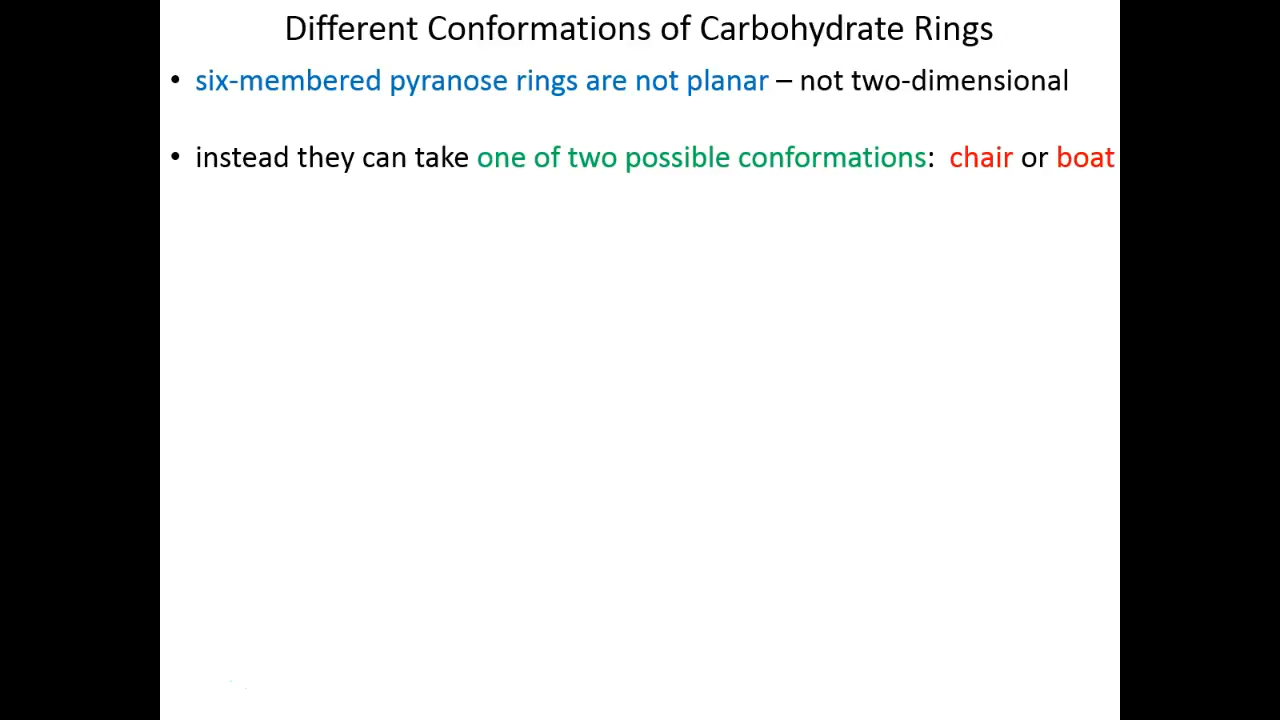 Different Conformations of Carbohydrate Rings
• six-membered pyranose rings are not planar – not two-dimensional
• instead they can take one of two possible conformations: chair or boat